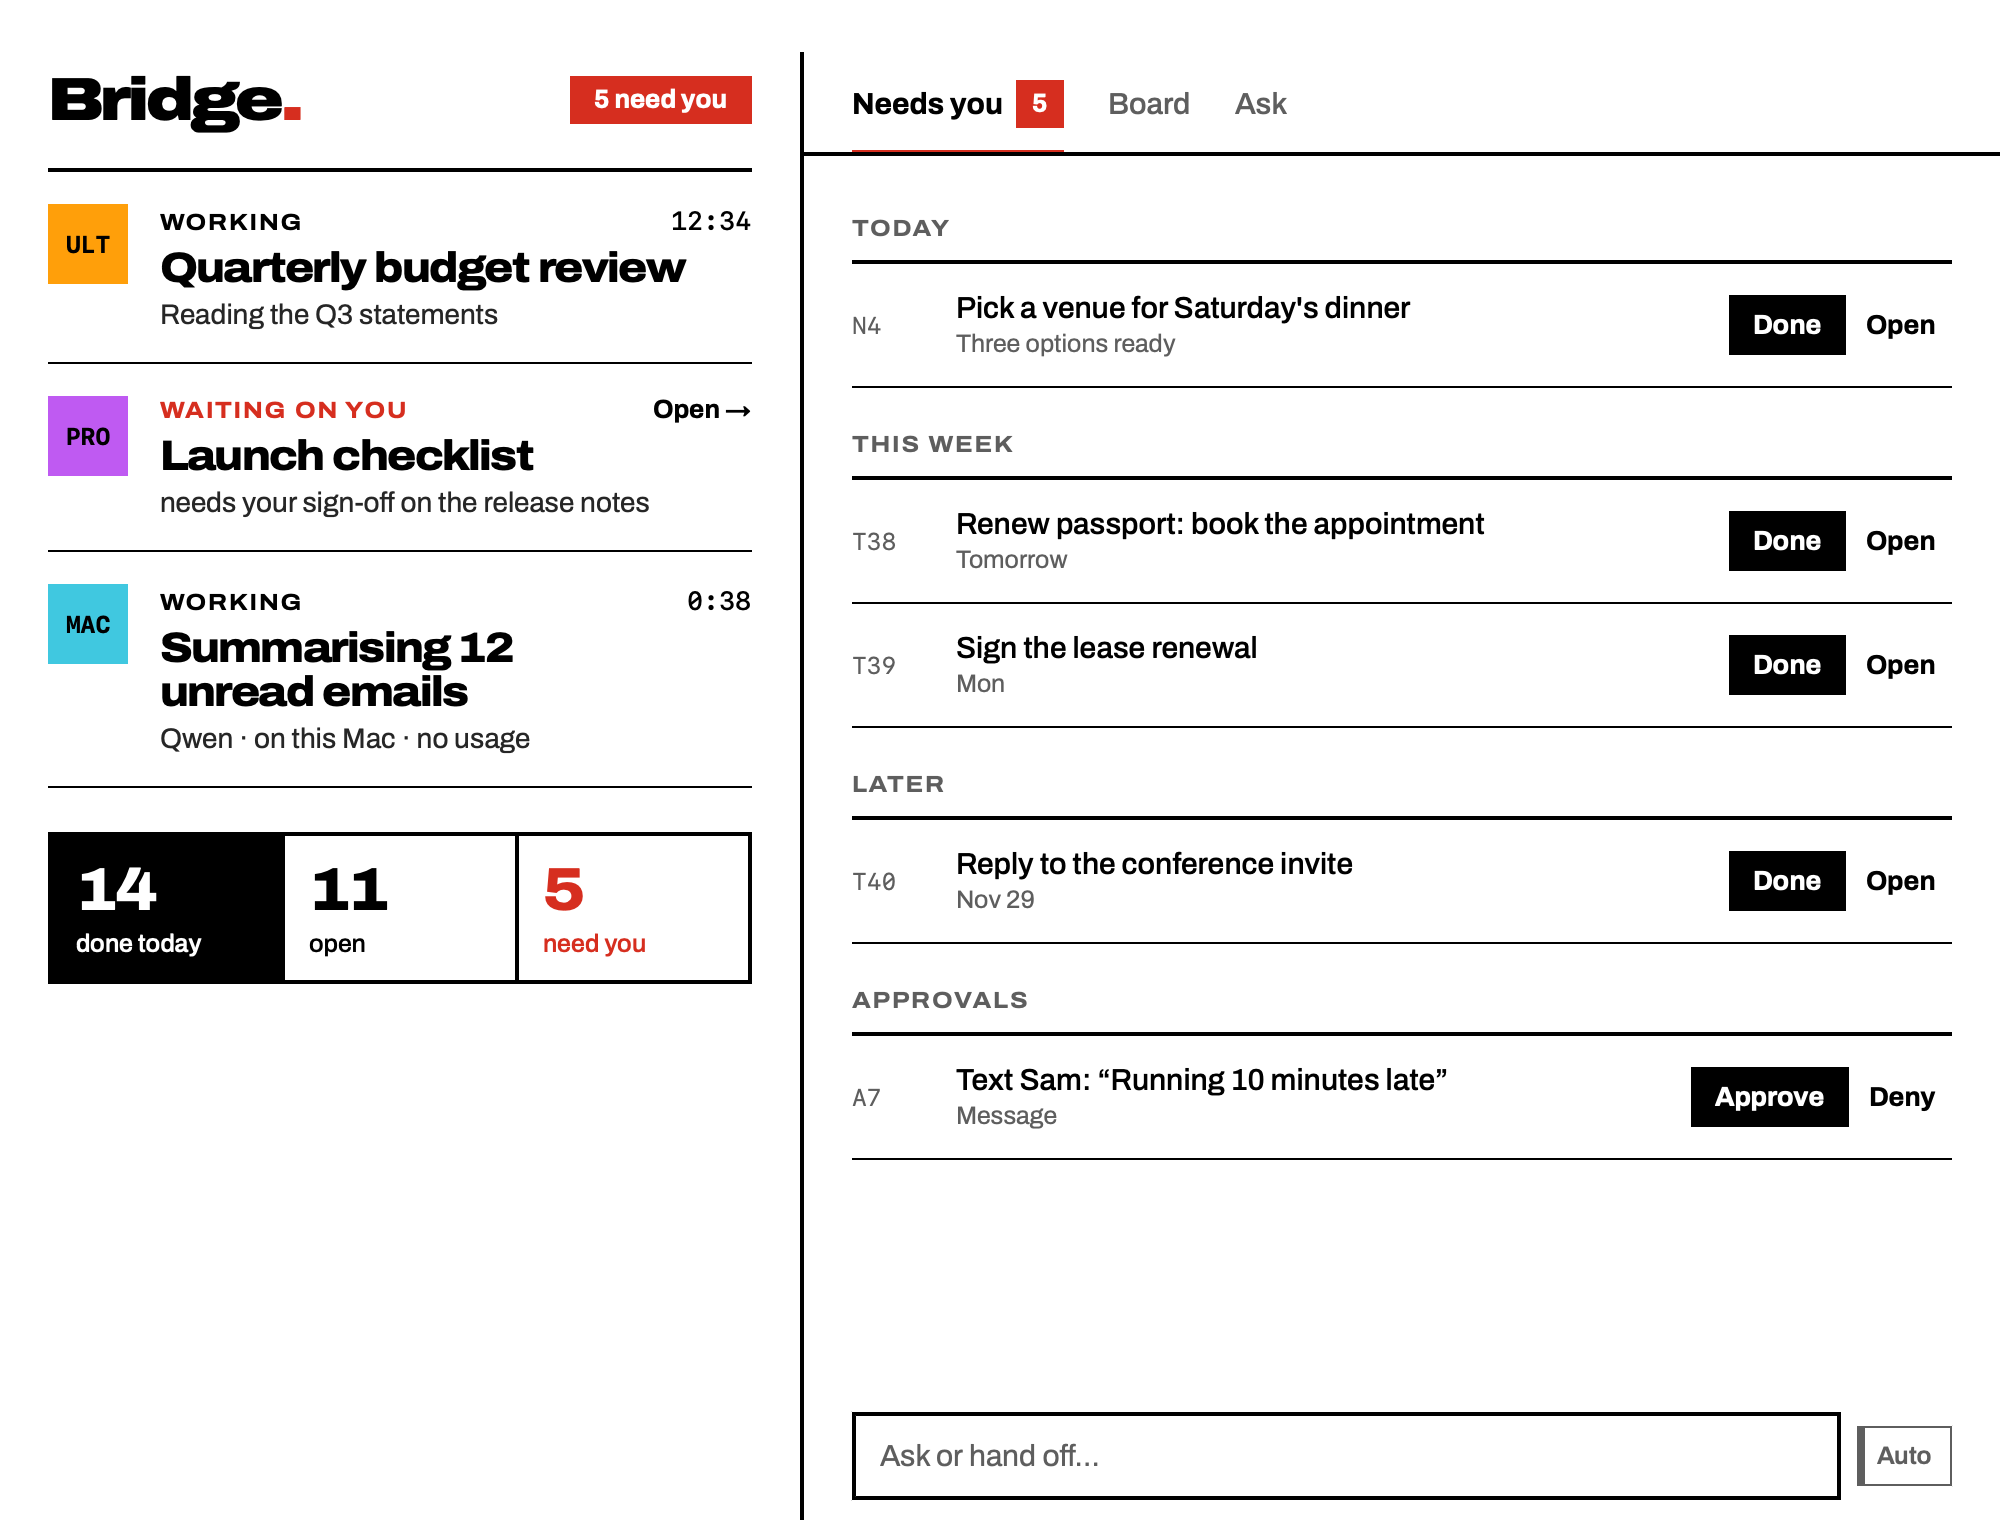 Bridge.
5 need you
ULT
WORKING
12:34
Quarterly budget review
Reading the Q3 statements
PRO
WAITING ON YOU
Open →
Launch checklist
needs your sign-off on the release notes
MAC
WORKING
0:38
Summarising 12
unread emails
Qwen · on this Mac · no usage
14
done today
11
open
5
need you
Needs you 5
Board
Ask
TODAY
N4
Pick a venue for Saturday's dinner
Three options ready
Done
Open
THIS WEEK
T38
Renew passport: book the appointment
Tomorrow
Done
Open
T39
Sign the lease renewal
Mon
Done
Open
LATER
T40
Reply to the conference invite
Nov 29
Done
Open
APPROVALS
A7
Text Sam: “Running 10 minutes late”
Message
Approve
Deny
Ask or hand off...
Auto